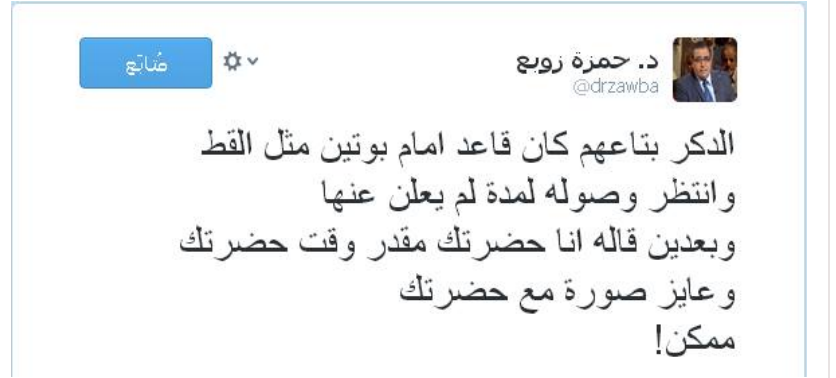 د. حمزة زوبع
@drzawba
مُتابَع
الدكر بتاعهم كان قاعد امام بوتين مثل القط
وانتظر وصوله لمدة لم يعلن عنها
وبعدين قاله انا حضرتك مقدر وقت حضرتك
وعايز صورة مع حضرتك
ممكن!